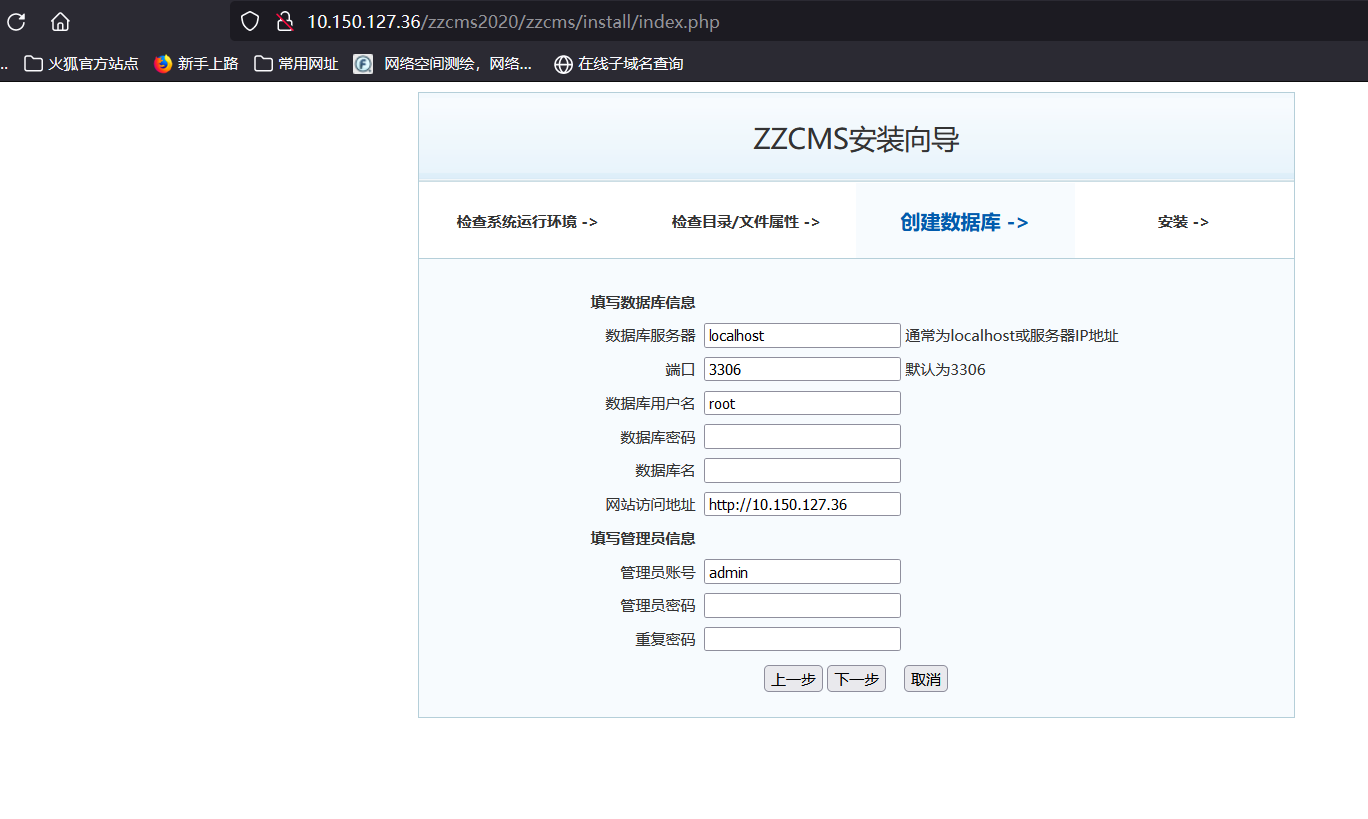 10.150.127.36/zzcms2020/zzcms/install/index.php
.. 火狐官方站点 新手上路 常用网址 网络空间测绘，网络... 在线子域名查询
ZZCMS安装向导
检查系统运行环境 -> 检查目录/文件属性 -> 创建数据库 -> 安装 ->
填写数据库信息
数据库服务器 localhost 通常为localhost或服务器IP地址
端口 3306 默认为3306
数据库用户名 root
数据库密码
数据库名
网站访问地址 http://10.150.127.36
填写管理员信息
管理员账号 admin
管理员密码
重复密码
上一步 下一步 取消